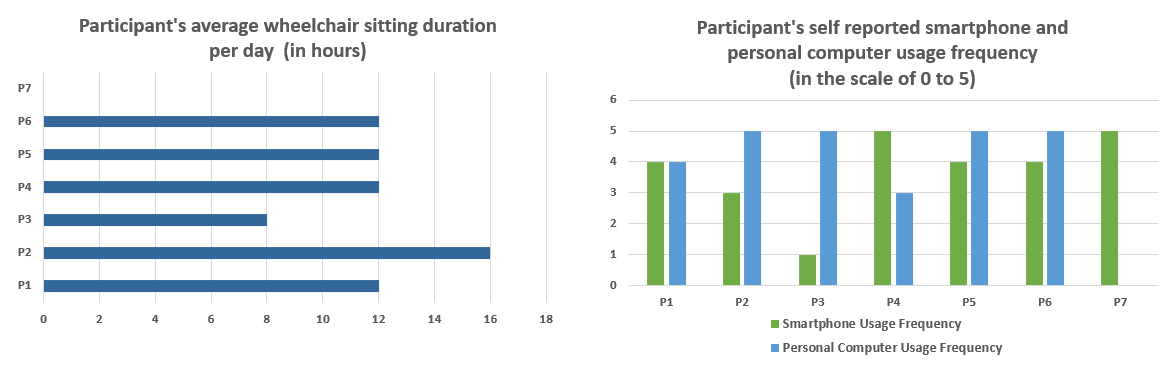 Participant's average wheelchair sitting duration
per day (in hours)
P7
P6
P5
P4
P3
P2
P1
0 2 4 6 8 10 12 14 16 18
Participant's self reported smartphone and
personal computer usage frequency
(in the scale of 0 to 5)
6
5
4
3
2
1
0
P1 P2 P3 P4 P5 P6 P7
Smartphone Usage Frequency
Personal Computer Usage Frequency